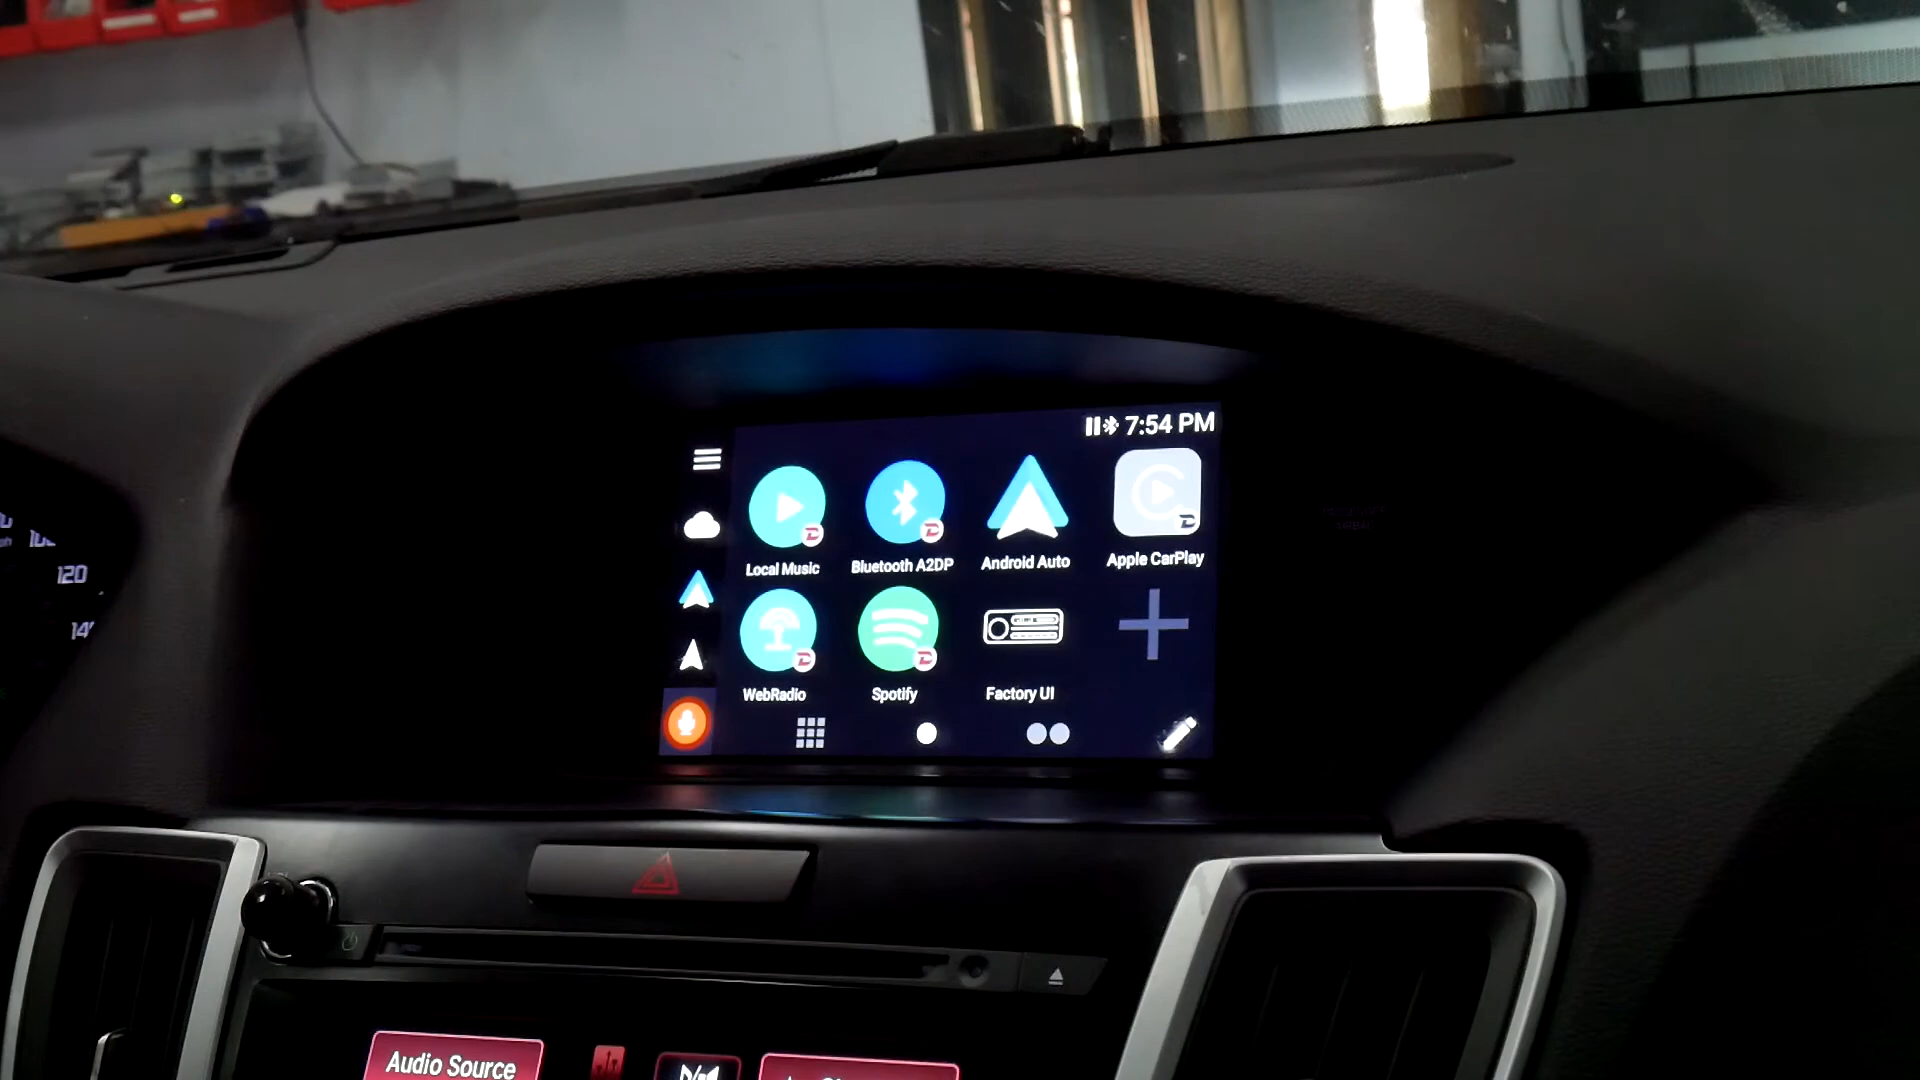 7:54 PM
Local Music
Bluetooth A2DP
Android Auto
Apple CarPlay
WebRadio
Spotify
Factory UI
120
Audio Source